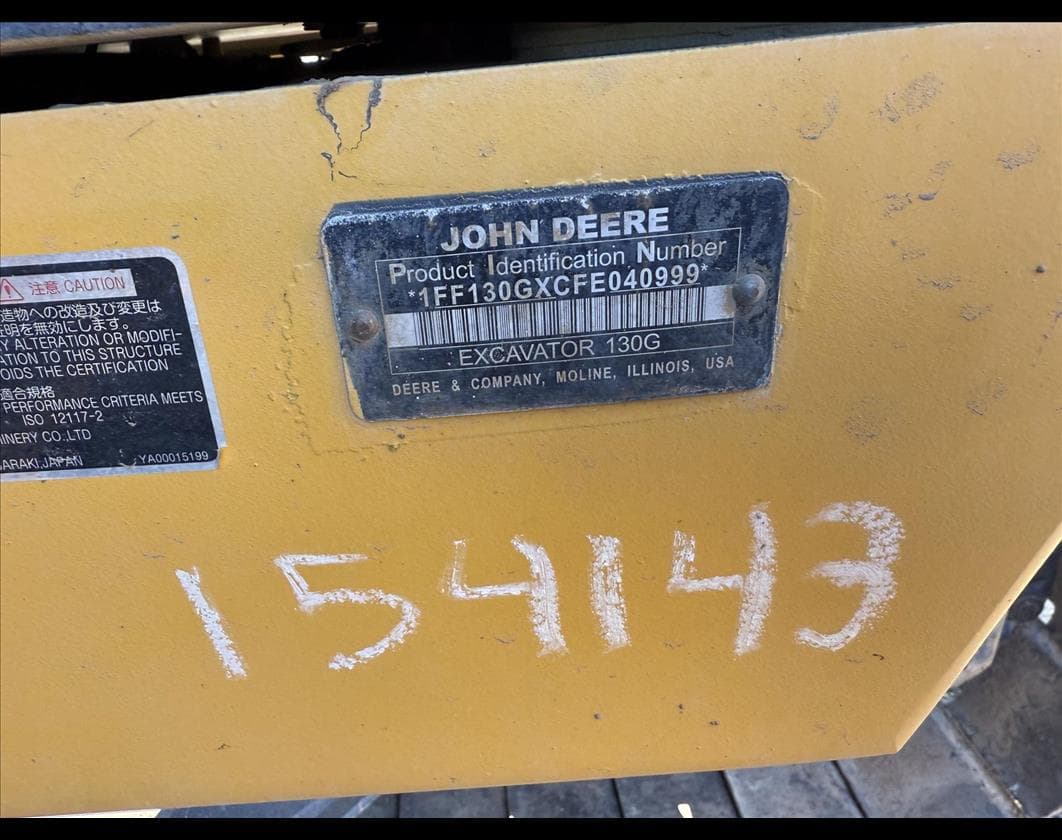 JOHN DEERE
Product Identification Number
*1FF130GXCFE040999*
EXCAVATOR 130G
DEERE & COMPANY, MOLINE, ILLINOIS, USA
注意 CAUTION
造物への改造及び変更は
証明を無効にします。
Y ALTERATION OR MODIFI-
ATION TO THIS STRUCTURE
OIDS THE CERTIFICATION
適合規格
PERFORMANCE CRITERIA MEETS
ISO 12117-2
INERY CO.,LTD
ARAKI,JAPAN YA00015199
154143